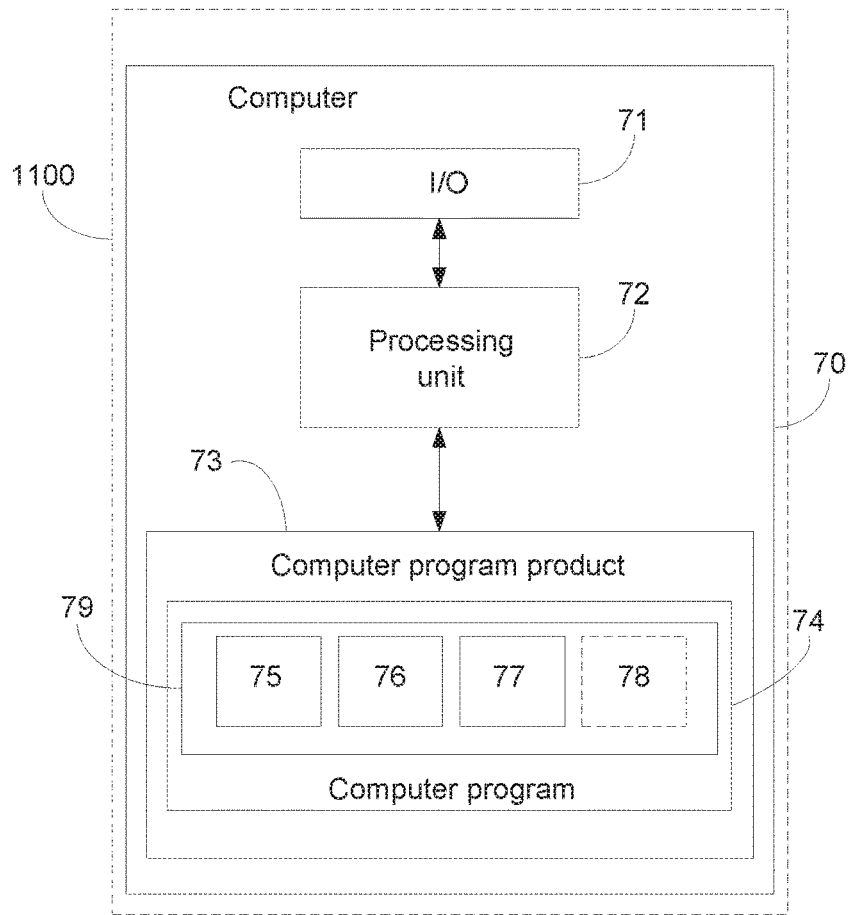 Computer
71
I/O
1100
72
Processing
unit
70
73
Computer program product
79
74
75 76 77 78
Computer program